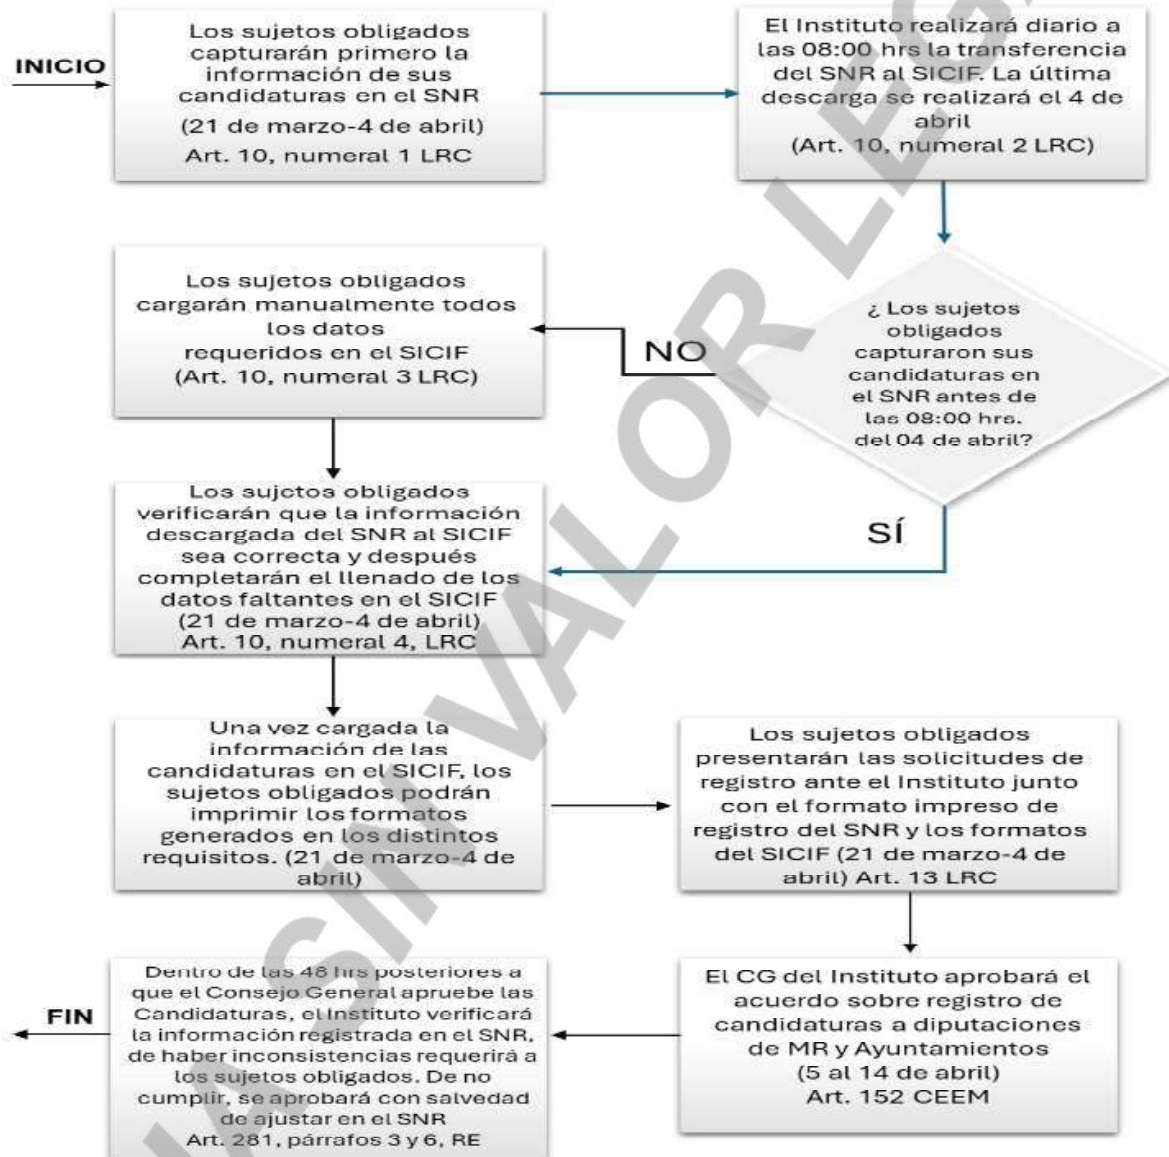 INICIO
Los sujetos obligados
capturarán primero la
información de sus
candidaturas en el SNR
(21 de marzo-4 de abril)
Art. 10, numeral 1 LRC
El Instituto realizará diario a
las 08:00 hrs la transferencia
del SNR al SICIF. La última
descarga se realizará el 4 de
abril
(Art. 10, numeral 2 LRC)
¿ Los sujetos
obligados
capturaron sus
candidaturas en
el SNR antes de
las 08:00 hrs.
del 04 de abril?
NO
Los sujetos obligados
cargarán manualmente todos
los datos
requeridos en el SICIF
(Art. 10, numeral 3 LRC)
SÍ
Los sujetos obligados
verificarán que la información
descargada del SNR al SICIF
sea correcta y después
completarán el llenado de los
datos faltantes en el SICIF
(21 de marzo-4 de abril)
Art. 10, numeral 4, LRC
Una vez cargada la
información de las
candidaturas en el SICIF, los
sujetos obligados podrán
imprimir los formatos
generados en los distintos
requisitos. (21 de marzo-4 de
abril)
Los sujetos obligados
presentarán las solicitudes de
registro ante el Instituto junto
con el formato impreso de
registro del SNR y los formatos
del SICIF (21 de marzo-4 de
abril) Art. 13 LRC
El CG del Instituto aprobará el
acuerdo sobre registro de
candidaturas a diputaciones
de MR y Ayuntamientos
(5 al 14 de abril)
Art. 152 CEEM
Dentro de las 48 hrs posteriores a
que el Consejo General apruebe las
Candidaturas, el Instituto verificará
la información registrada en el SNR,
de haber inconsistencias requerirá a
los sujetos obligados. De no
cumplir, se aprobará con salvedad
de ajustar en el SNR
Art. 281, párrafos 3 y 6, RE
FIN
SIN VALOR